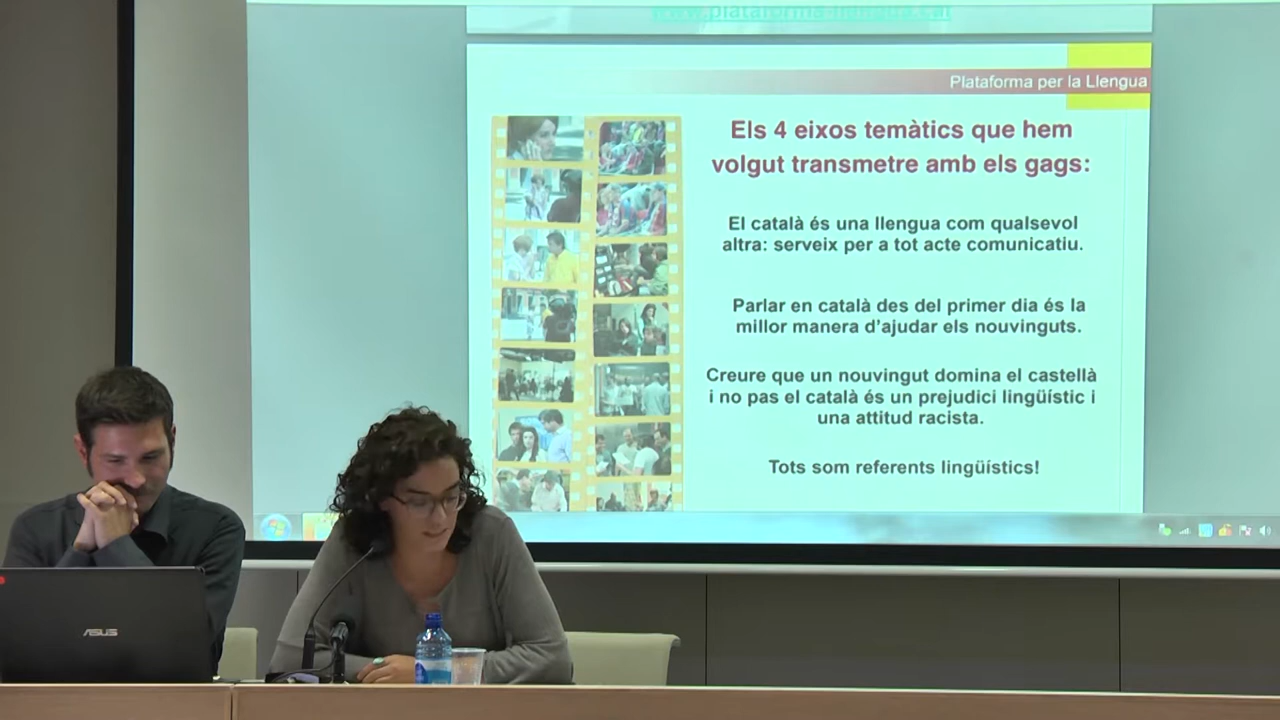 Plataforma per la Llengua
Els 4 eixos temàtics que hem
volgut transmetre amb els gags:
El català és una llengua com qualsevol
altra: serveix per a tot acte comunicatiu.
Parlar en català des del primer dia és la
millor manera d'ajudar els nouvinguts.
Creure que un nouvingut domina el castellà
i no pas el català és un prejudici lingüístic i
una attitud racista.
Tots som referents lingüístics!
ASUS